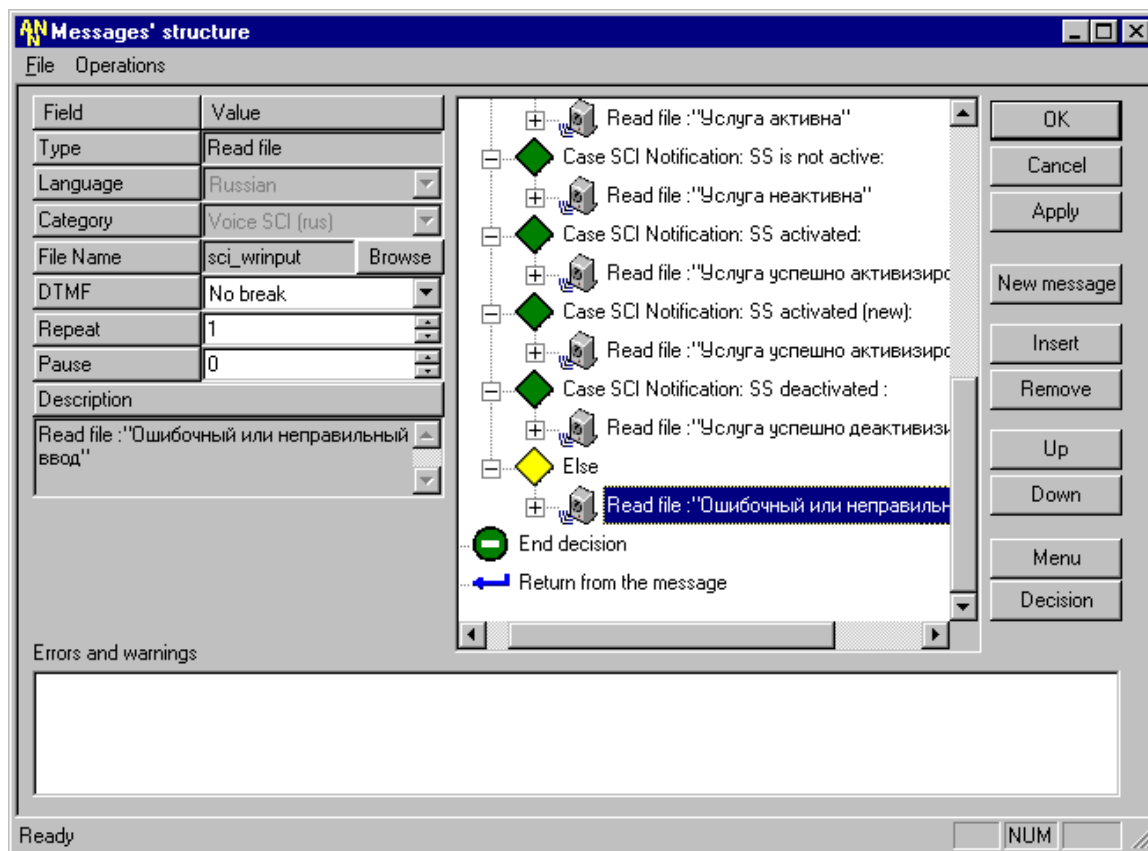 Messages' structure
File Operations
Field Value
Type Read file
Language Russian
Category Voice SCI (rus)
File Name sci_wrinput Browse
DTMF No break
Repeat 1
Pause 0
Description
Read file :"Ошибочный или неправильный
ввод"
Read file :"Услуга активна"
Case SCI Notification: SS is not active:
Read file :"Услуга неактивна"
Case SCI Notification: SS activated:
Read file :"Услуга успешно активизиро
Case SCI Notification: SS activated (new):
Read file :"Услуга успешно активизиро
Case SCI Notification: SS deactivated :
Read file :"Услуга успешно деактивизи
Else
Read file :"Ошибочный или неправильн
End decision
Return from the message
OK
Cancel
Apply
New message
Insert
Remove
Up
Down
Menu
Decision
Errors and warnings
Ready NUM